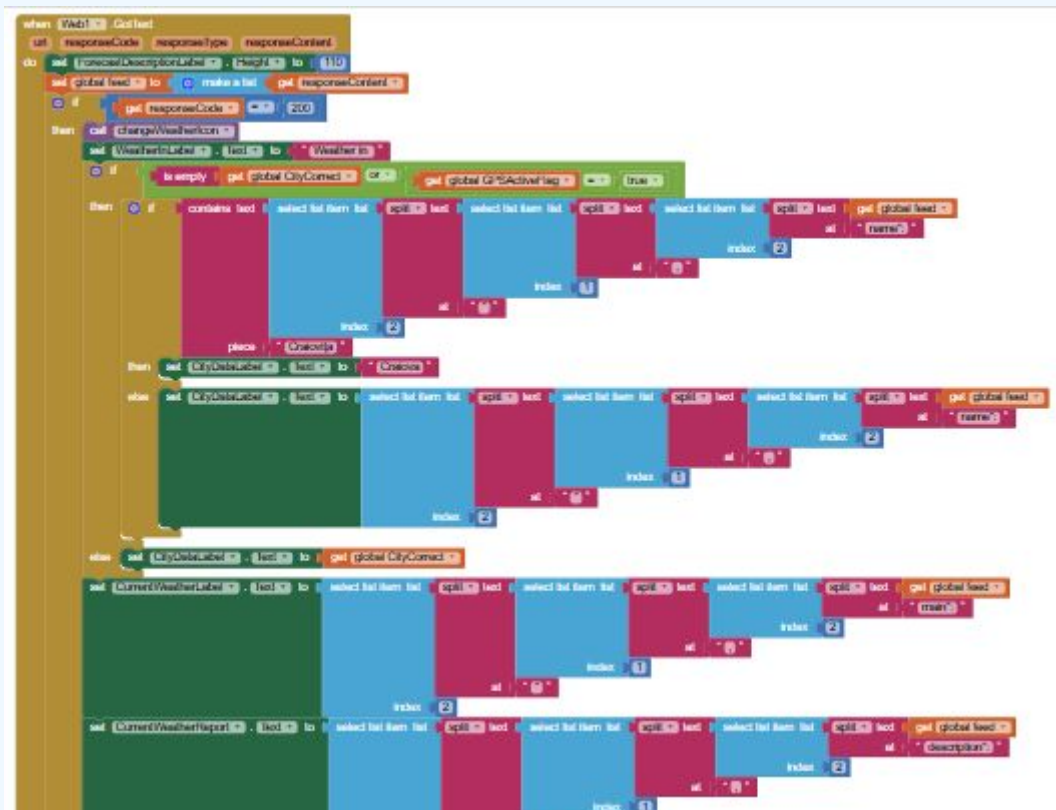 when Web1 .GotText
url responseCode responseType responseContent
do set ForecastDescriptionLabel . Height to 110
set global feed to make a list get responseContent
if get responseCode = 200
then call changeWeatherIcon
set WeatherInLabel . Text to " Weather in "
if is empty get global CityCorrect or get global GPSActiveFlag = true
then if contains text select list item list split text select list item list split text select list item list split text get global feed
at " name": "
index 2
at " , "
index 1
at
index 2
piece
then set CityDataLabel . Text to " Craiova "
else set CityDataLabel . Text to select list item list split text select list item list split text select list item list split text get global feed
at " name": "
index 2
at " , "
index 1
at
index 2
else set CityDataLabel . Text to get global CityCorrect
set CurrentWeatherLabel . Text to select list item list split text select list item list split text select list item list split text get global feed
at " main": "
index 2
at " , "
index 1
at
index 2
set CurrentWeatherReport . Text to select list item list split text select list item list split text select list item list split text get global feed
at " description": "
index 2
at " , "
index 1